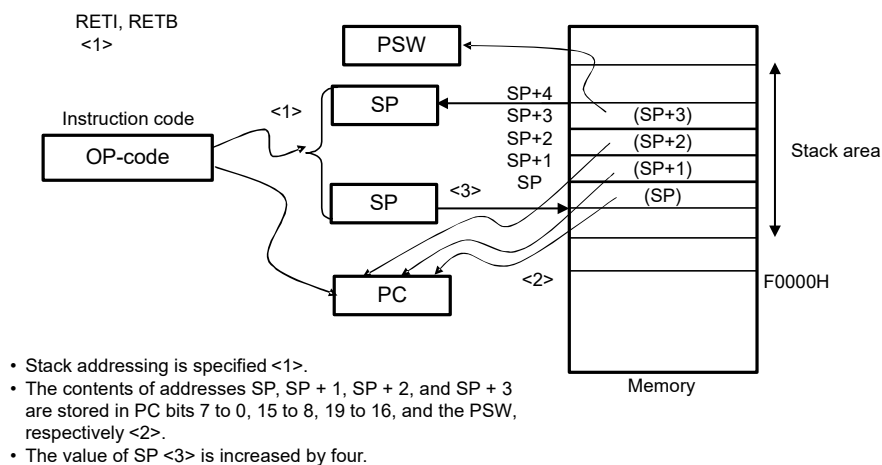 RETI, RETB
<1>
PSW
SP+4
SP+3
SP+2
SP+1
SP
<1>
SP
Instruction code
OP-code
SP
<3>
(SP+3)
(SP+2)
(SP+1)
(SP)
Stack area
PC
<2>
F0000H
Memory
• Stack addressing is specified <1>.
• The contents of addresses SP, SP + 1, SP + 2, and SP + 3
are stored in PC bits 7 to 0, 15 to 8, 19 to 16, and the PSW,
respectively <2>.
• The value of SP <3> is increased by four.